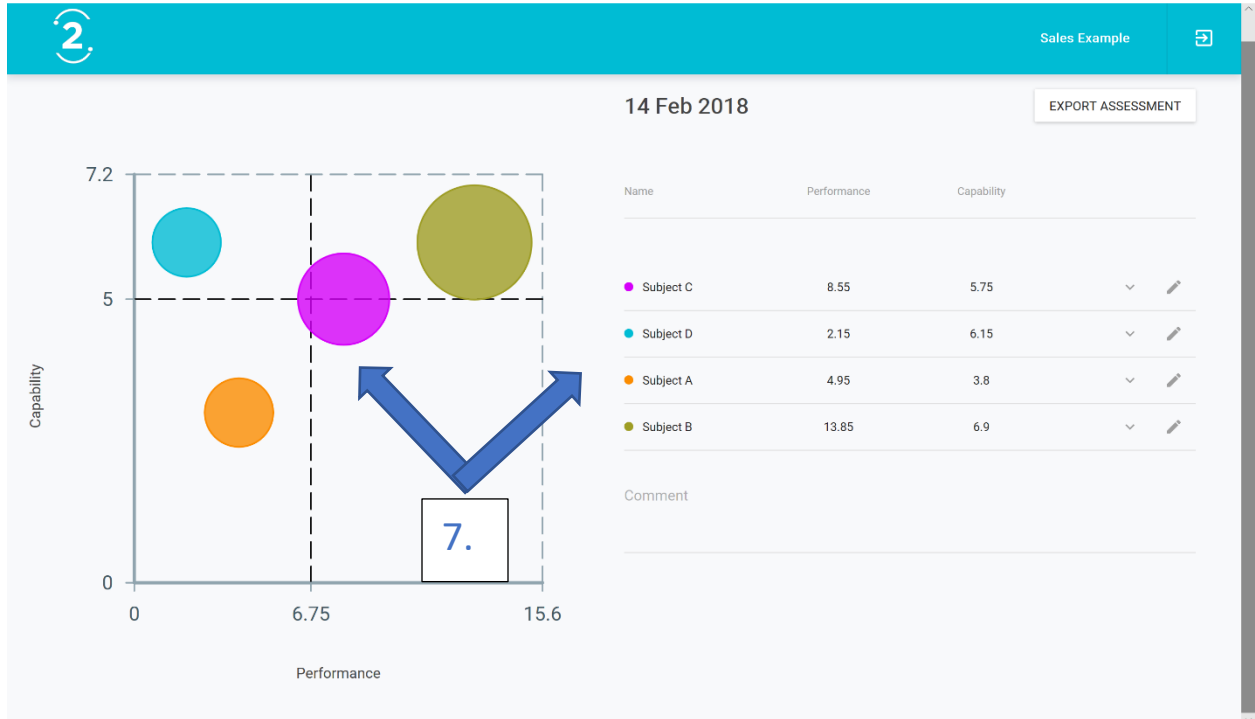 2
Sales Example
14 Feb 2018
EXPORT ASSESSMENT
Name Performance Capability
Subject C 8.55 5.75
Subject D 2.15 6.15
Subject A 4.95 3.8
Subject B 13.85 6.9
Comment
7.2
5
0
Capability
0 6.75 15.6
Performance
7.